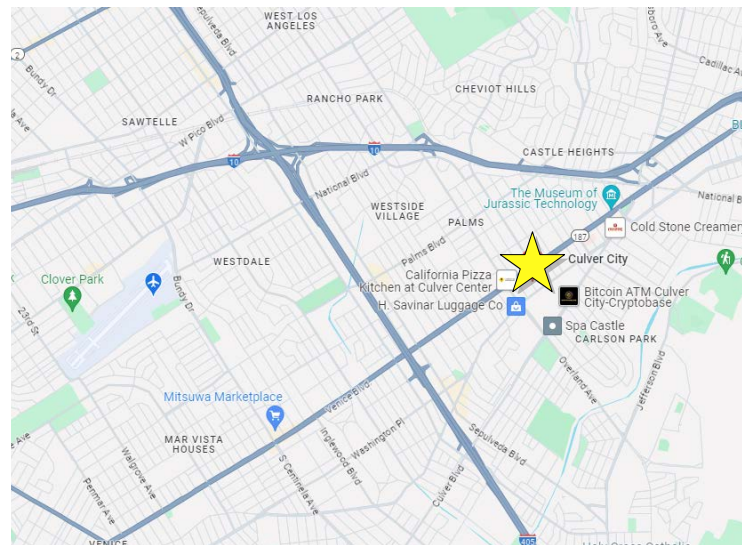 WEST LOS
ANGELES
Sepulveda Blvd
2
Bundy Dr
CHEVIOT HILLS
Cadillac Av
RANCHO PARK
SAWTELLE
W Pico Blvd
10
10
CASTLE HEIGHTS
National Blvd
The Museum of
Jurassic Technology
National B
WESTSIDE
VILLAGE
PALMS
Cold Stone Creamer
187
Palms Blvd
Culver City
WESTDALE
Clover Park
Bundy Dr
California Pizza
Kitchen at Culver Center
Bitcoin ATM Culver
City-Cryptobase
H. Savinar Luggage Co
23rd St
Spa Castle
CARLSON PARK
Overland Ave
Jefferson Blvd
Mitsuwa Marketplace
Venice Blvd
MAR VISTA
HOUSES
Washington Pl
Inglewood Blvd
Sepulveda Blvd
Walgrove Ave
S Centinela Ave
Culver Blvd
Penmar Ave
VENICE
405